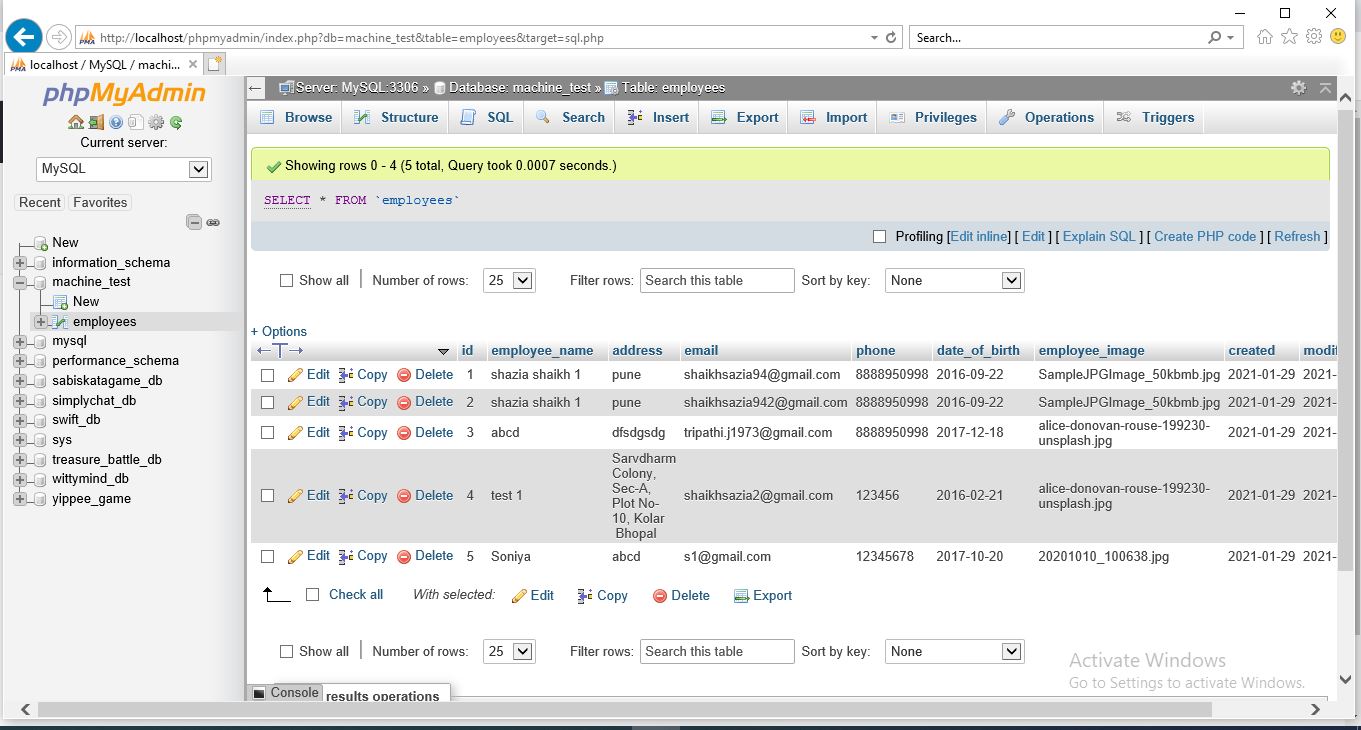 http://localhost/phpmyadmin/index.php?db=machine_test&table=employees&target=sql.php
Search...
localhost / MySQL / machi...
phpMyAdmin
Current server:
MySQL
Recent Favorites
New
information_schema
machine_test
New
employees
mysql
performance_schema
sabiskatagame_db
simplychat_db
swift_db
sys
treasure_battle_db
wittymind_db
yippee_game
Server: MySQL:3306 » Database: machine_test » Table: employees
Browse Structure SQL Search Insert Export Import Privileges Operations Triggers
Showing rows 0 - 4 (5 total, Query took 0.0007 seconds.)
SELECT * FROM `employees`
Profiling [Edit inline] [ Edit ] [ Explain SQL ] [ Create PHP code ] [ Refresh ]
Show all | Number of rows: 25 Filter rows: Search this table Sort by key: None
+ Options
id employee_name address email phone date_of_birth employee_image created modif
Edit Copy Delete 1 shazia shaikh 1 pune shaikhsazia94@gmail.com 8888950998 2016-09-22 SampleJPGImage_50kbmb.jpg 2021-01-29 2021-
Edit Copy Delete 2 shazia shaikh 1 pune shaikhsazia942@gmail.com 8888950998 2016-09-22 SampleJPGImage_50kbmb.jpg 2021-01-29 2021-
Edit Copy Delete 3 abcd dfsdgsdg tripathi.j1973@gmail.com 8888950998 2017-12-18 alice-donovan-rouse-199230-
unsplash.jpg 2021-01-29 2021-
Sarvdharm
Colony,
Sec-A,
Edit Copy Delete 4 test 1 Plot No- shaikhsazia2@gmail.com 123456 2016-02-21 alice-donovan-rouse-199230-
unsplash.jpg 2021-01-29 2021-
10, Kolar
Bhopal
Edit Copy Delete 5 Soniya abcd s1@gmail.com 12345678 2017-10-20 20201010_100638.jpg 2021-01-29 2021-
Check all With selected: Edit Copy Delete Export
Show all | Number of rows: 25 Filter rows: Search this table Sort by key: None
Activate Windows
Go to Settings to activate Windows.
Console results operations